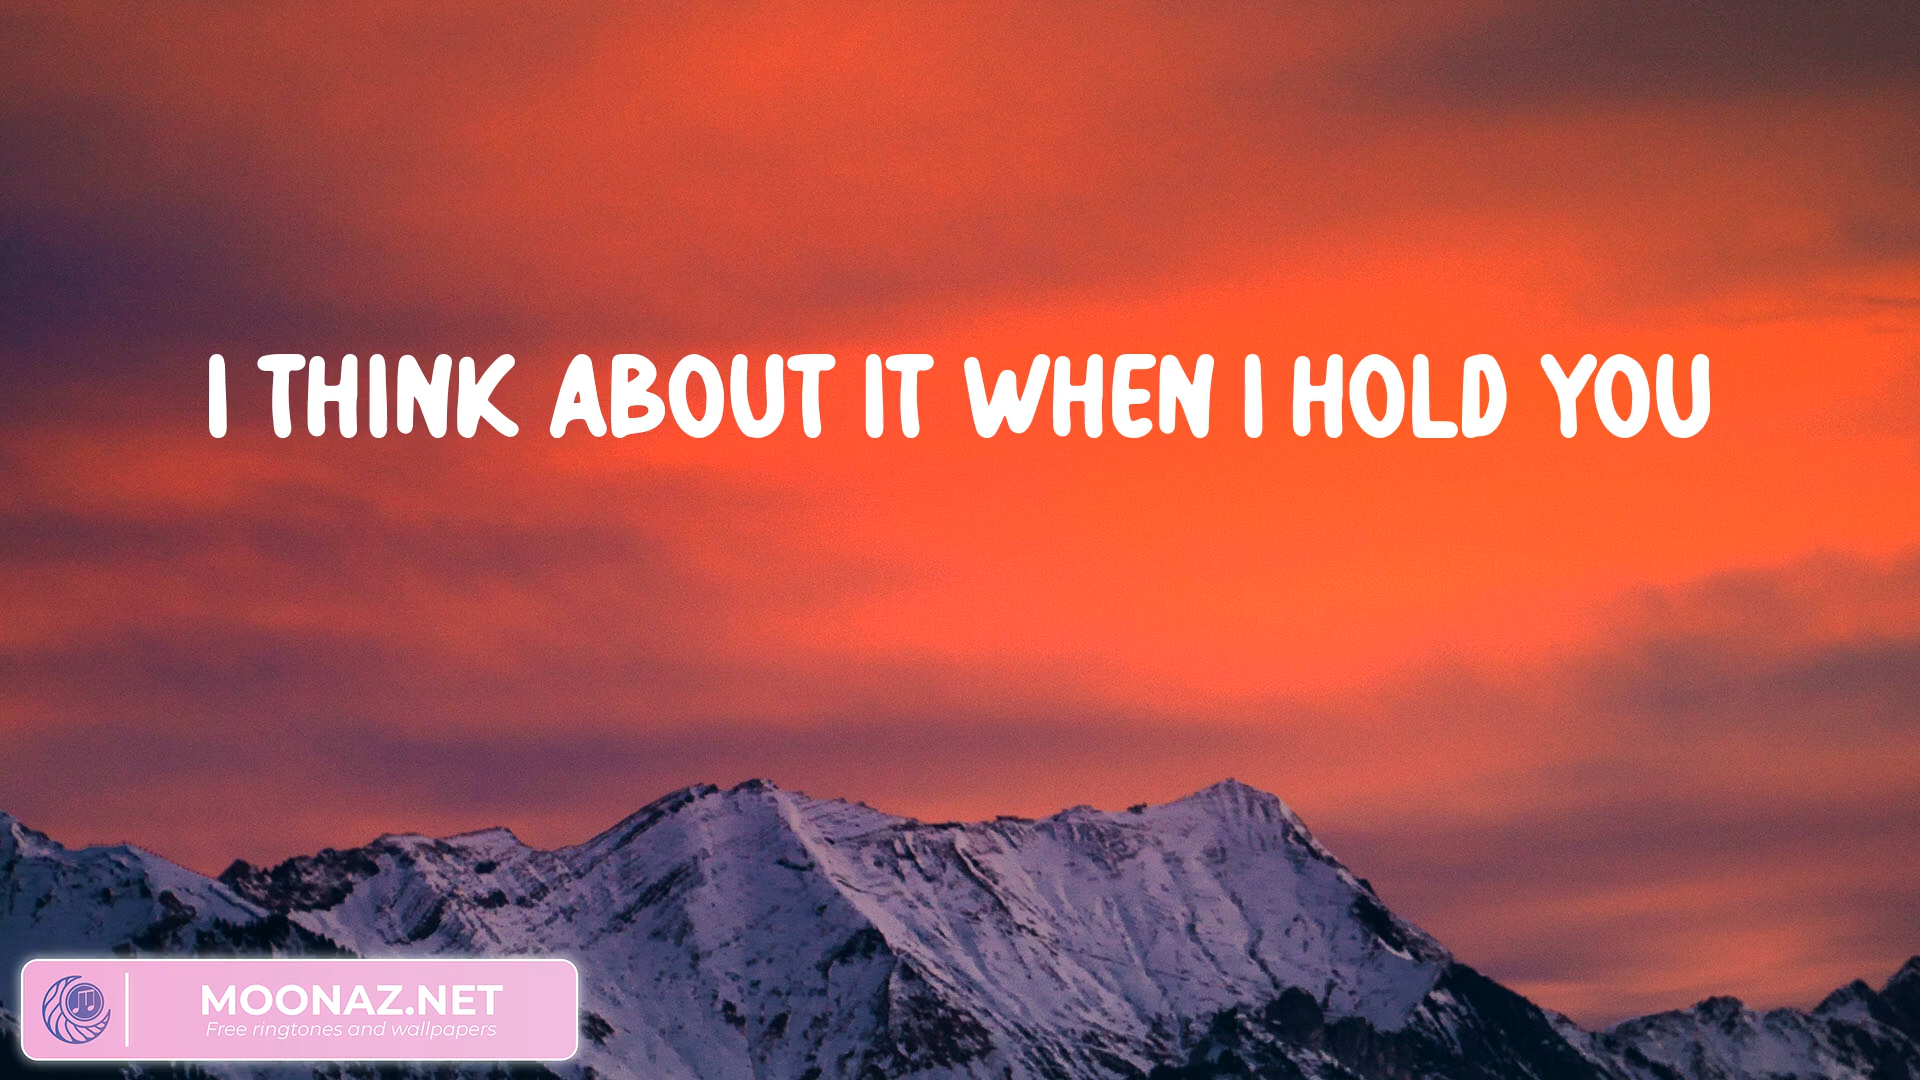 I THINK ABOUT IT WHEN I HOLD YOU
MOONAZ.NET
Free ringtones and wallpapers